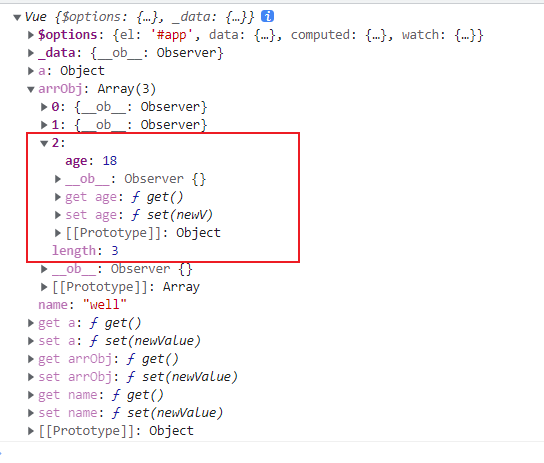 Vue {$options: {…}, _data: {…}} i
$options: {el: '#app', data: {…}, computed: {…}, watch: {…}}
_data: {__ob__: Observer}
a: Object
arrObj: Array(3)
0: {__ob__: Observer}
1: {__ob__: Observer}
2:
age: 18
__ob__: Observer {}
get age: ƒ get()
set age: ƒ set(newV)
[[Prototype]]: Object
length: 3
__ob__: Observer {}
[[Prototype]]: Array
name: "well"
get a: ƒ get()
set a: ƒ set(newValue)
get arrObj: ƒ get()
set arrObj: ƒ set(newValue)
get name: ƒ get()
set name: ƒ set(newValue)
[[Prototype]]: Object